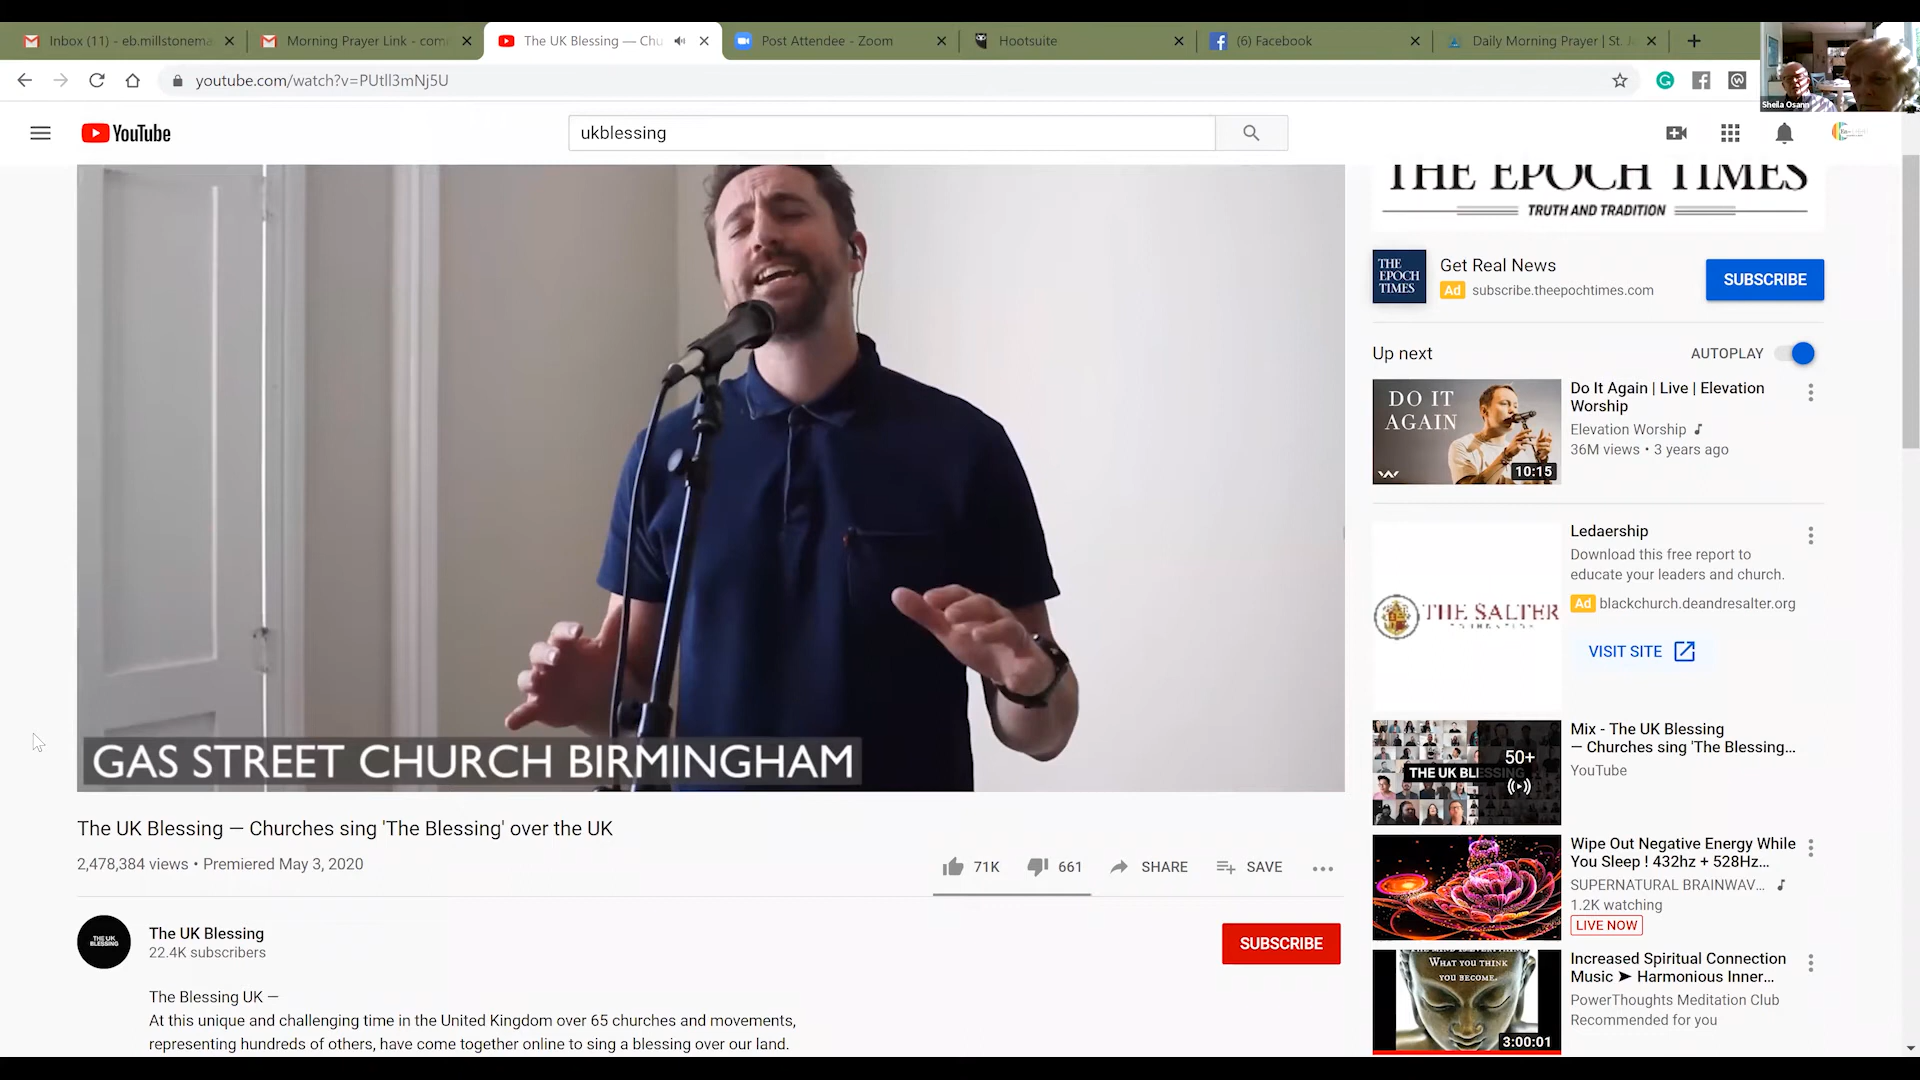 Inbox (11) - eb.millstonema
Morning Prayer Link - com
The UK Blessing — Chu
Post Attendee - Zoom
Hootsuite
(6) Facebook
Daily Morning Prayer | St. J
youtube.com/watch?v=PUtll3mNj5U
Sheila Osann
YouTube
ukblessing
THE EPOCH TIMES
TRUTH AND TRADITION
THE
EPOCH
TIMES
Get Real News
Ad subscribe.theepochtimes.com
SUBSCRIBE
Up next
AUTOPLAY
DO IT
AGAIN
10:15
Do It Again | Live | Elevation
Worship
Elevation Worship
36M views • 3 years ago
THE SALTER
Ledaership
Download this free report to
educate your leaders and church.
Ad blackchurch.deandresalter.org
VISIT SITE
THE UK BLESSING
50+
Mix - The UK Blessing
— Churches sing 'The Blessing...
YouTube
Wipe Out Negative Energy While
You Sleep ! 432hz + 528Hz...
SUPERNATURAL BRAINWAV...
1.2K watching
LIVE NOW
WHAT YOU THINK
YOU BECOME.
3:00:01
Increased Spiritual Connection
Music ➤ Harmonious Inner...
PowerThoughts Meditation Club
Recommended for you
GAS STREET CHURCH BIRMINGHAM
The UK Blessing — Churches sing 'The Blessing' over the UK
2,478,384 views • Premiered May 3, 2020
71K
661
SHARE
SAVE
THE UK
BLESSING
The UK Blessing
22.4K subscribers
SUBSCRIBE
The Blessing UK —
At this unique and challenging time in the United Kingdom over 65 churches and movements,
representing hundreds of others, have come together online to sing a blessing over our land.